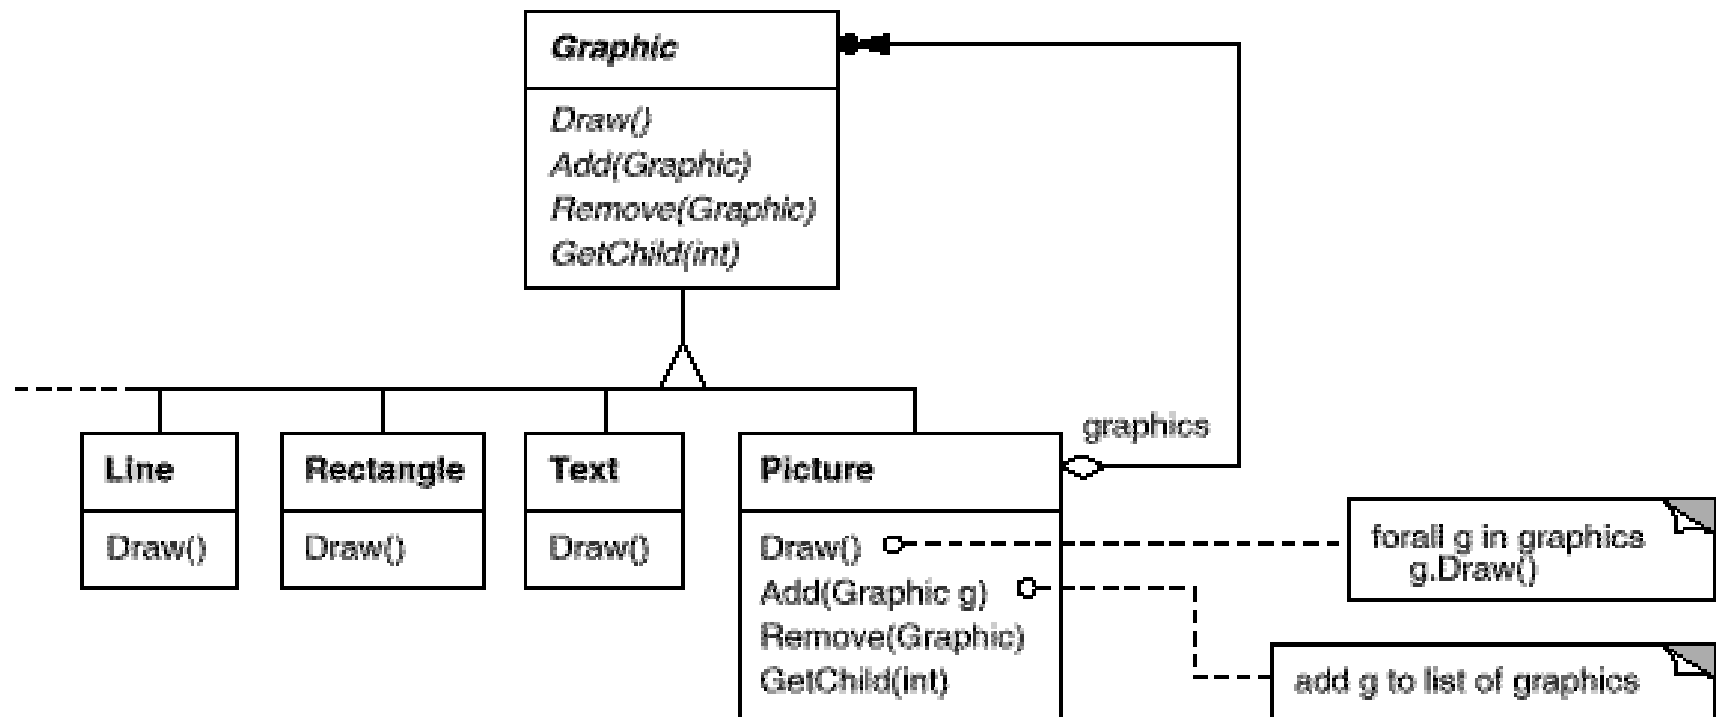 Graphic
Draw()
Add(Graphic)
Remove(Graphic)
GetChild(int)
graphics
Line
Draw()
Rectangle
Draw()
Text
Draw()
Picture
Draw()
Add(Graphic g)
Remove(Graphic)
GetChild(int)
forall g in graphics
g.Draw()
add g to list of graphics